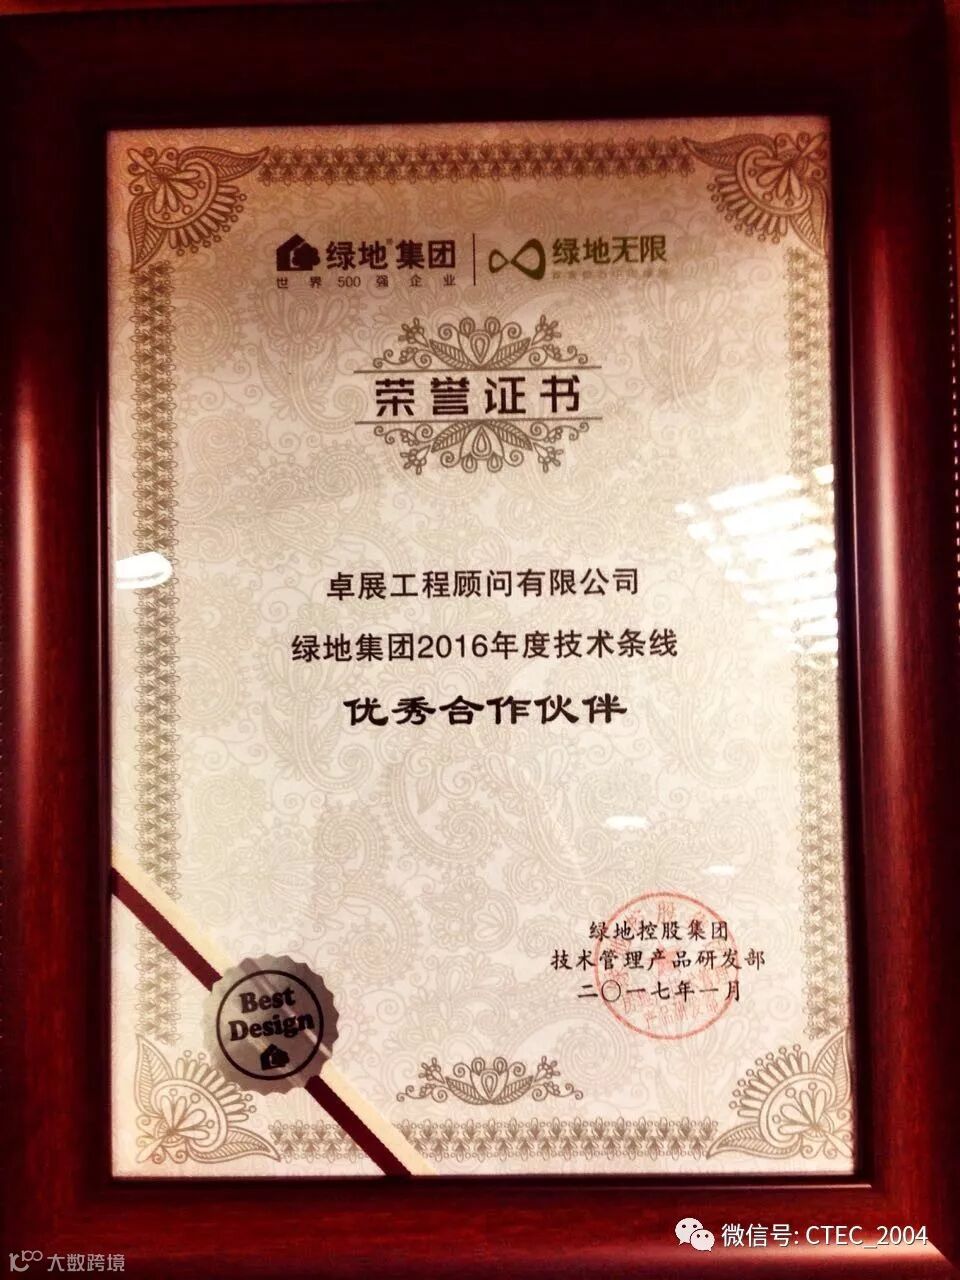 绿地®集团
世界500强企业
绿地无限
荣誉证书
卓展工程顾问有限公司
绿地集团2016年度技术条线
优秀合作伙伴
绿地控股集团
技术管理产品研发部
二〇一七年一月
Best
Design
微信号: CTEC_2004
大数跨境